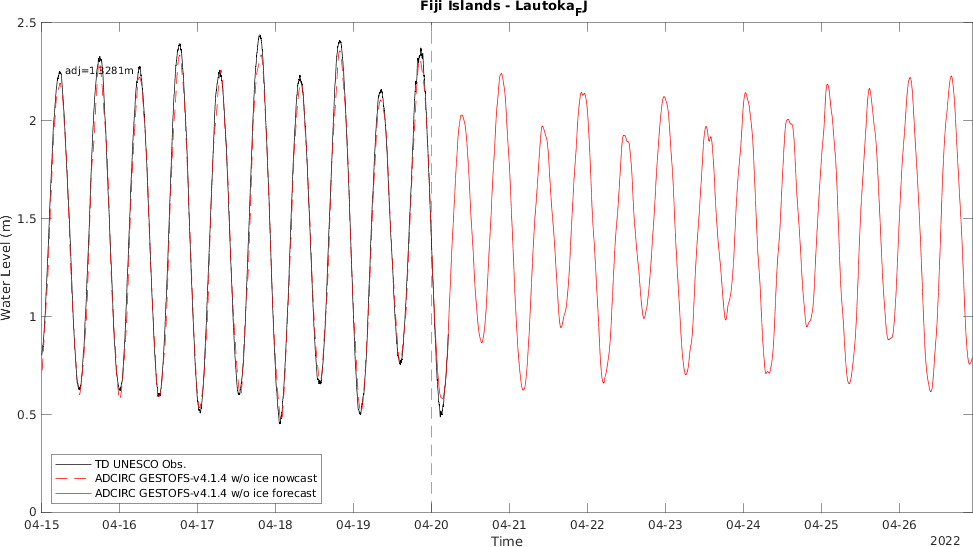 Fiji Islands - Lautoka_FJ
2.5
adj=1.3281m
2
1.5
Water Level (m)
1
0.5
TD UNESCO Obs.
ADCIRC GESTOFS-v4.1.4 w/o ice nowcast
ADCIRC GESTOFS-v4.1.4 w/o ice forecast
0
04-15 04-16 04-17 04-18 04-19 04-20 04-21 04-22 04-23 04-24 04-25 04-26
Time
2022